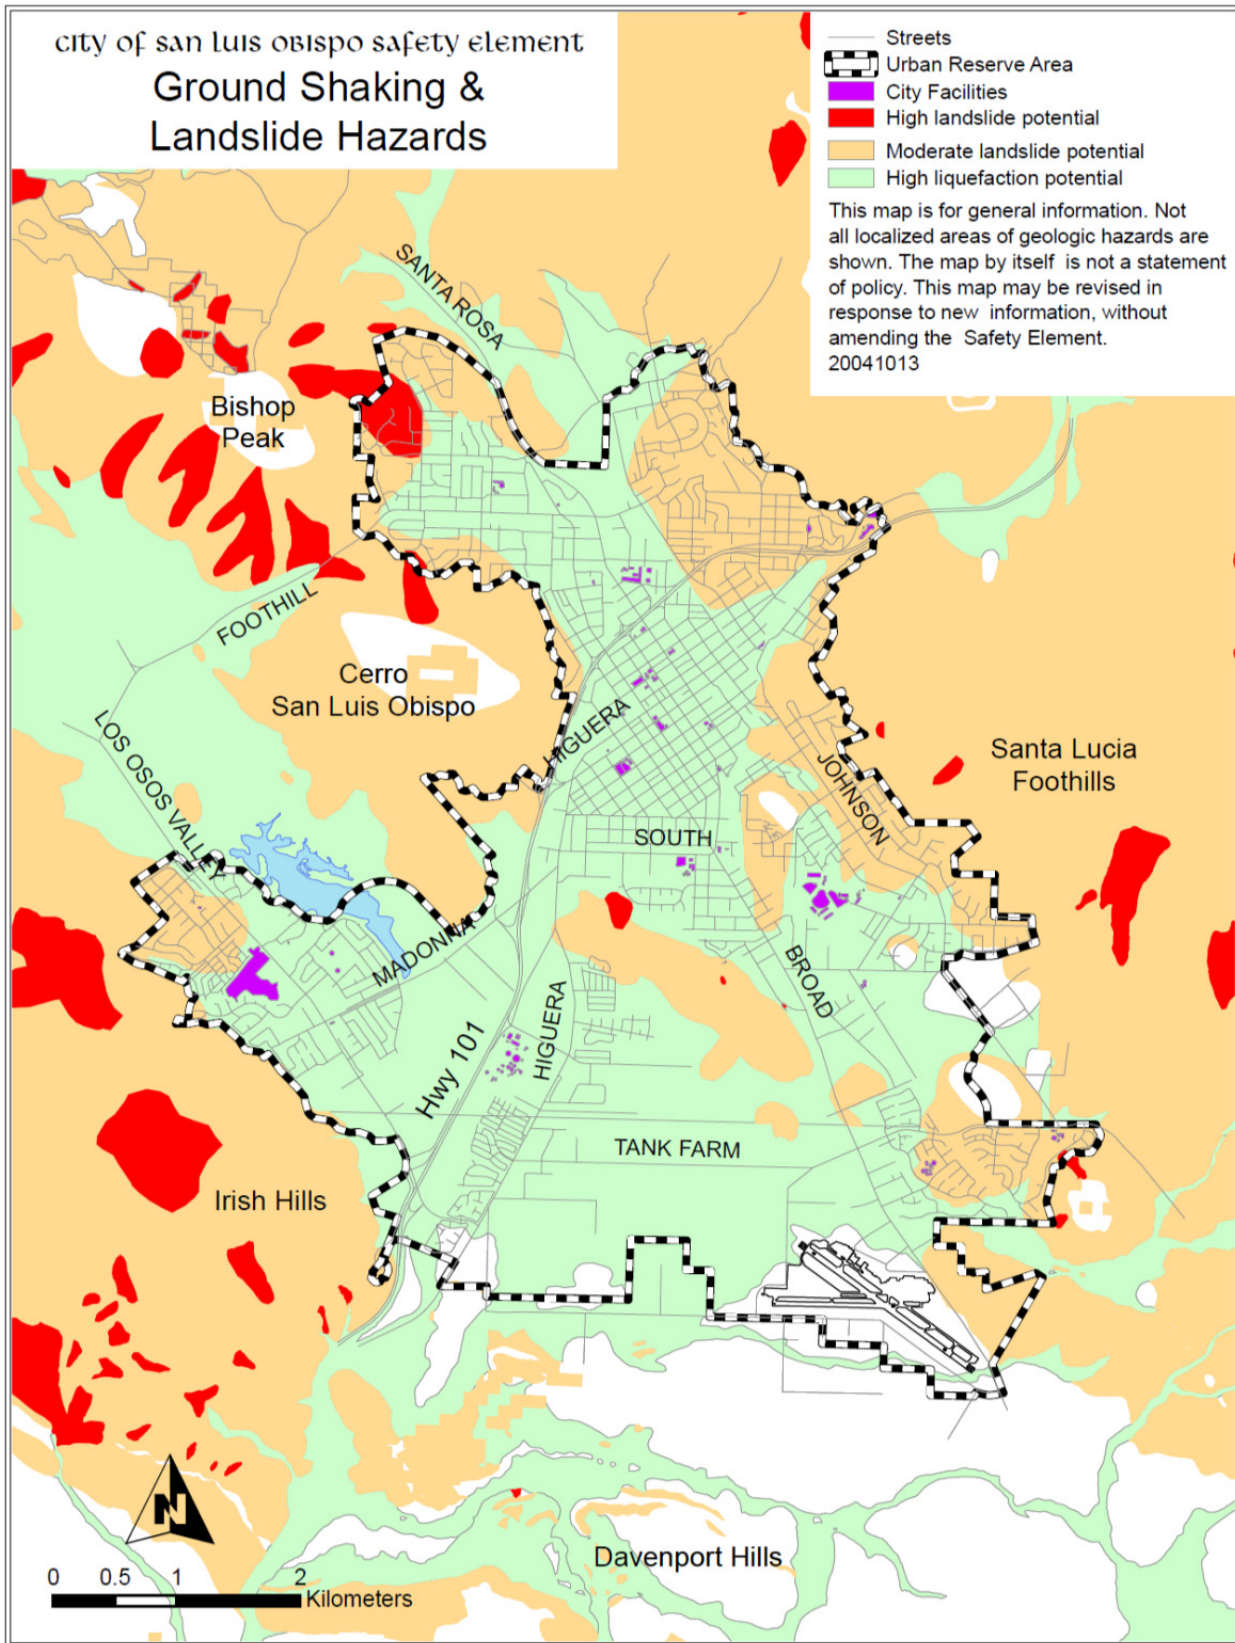 City of San Luis Obispo Safety Element
Ground Shaking &
Landslide Hazards
Streets
Urban Reserve Area
City Facilities
High landslide potential
Moderate landslide potential
High liquefaction potential
This map is for general information. Not
all localized areas of geologic hazards are
shown. The map by itself is not a statement
of policy. This map may be revised in
response to new information, without
amending the Safety Element.
20041013
SANTA ROSA
Bishop
Peak
FOOTHILL
Cerro
San Luis Obispo
HIGUERA
LOS OSOS VALLEY
JOHNSON
Santa Lucia
Foothills
SOUTH
MADONNA
BROAD
HIGUERA
Hwy 101
TANK FARM
Irish Hills
N
Davenport Hills
0 0.5 1 2
Kilometers